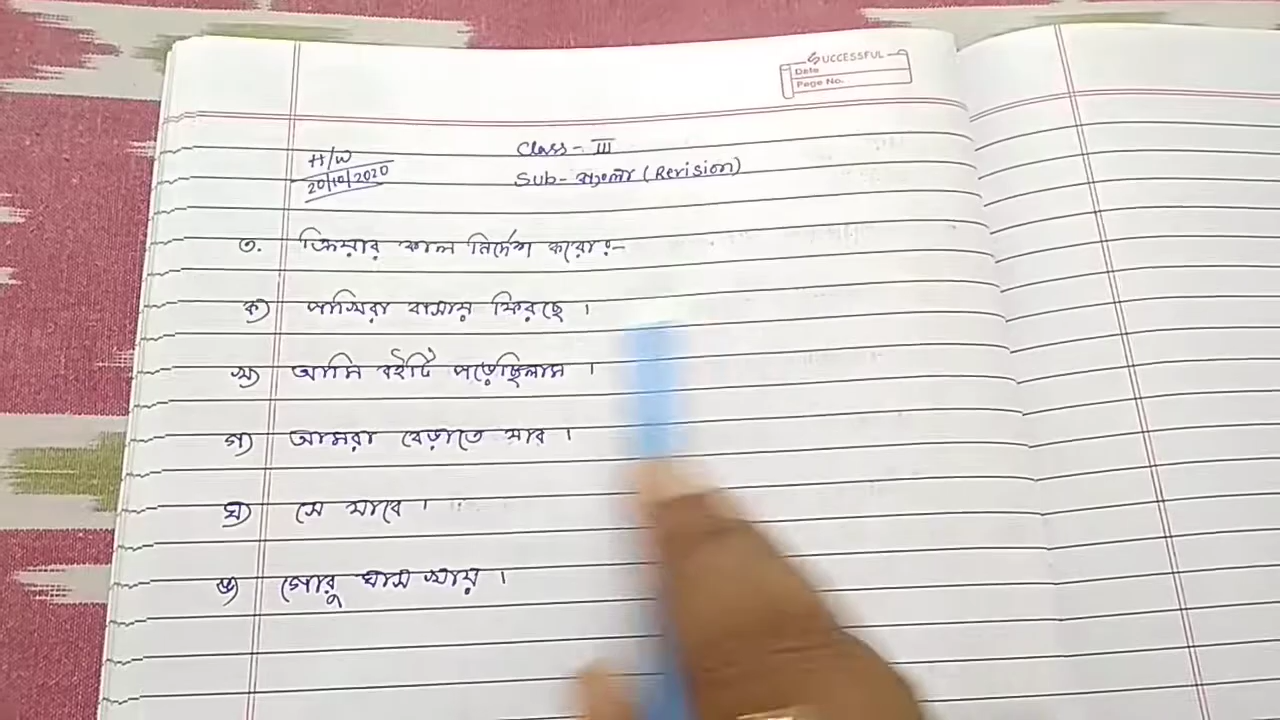 SUCCESSFUL
Date
Page No.
Class - III
H/W
20/10/2020
Sub- বাংলা (Revision)
৩. ক্রিয়ার কাল নির্দেশ করো:-
ক) পাখিরা বাসায় ফিরছে ।
খ) আমি বইটি পড়েছিলাম ।
গ) আমরা বেড়াতে যাব ।
ঘ) সে যাবে ।
ঙ) গোরু ঘাস খায় ।